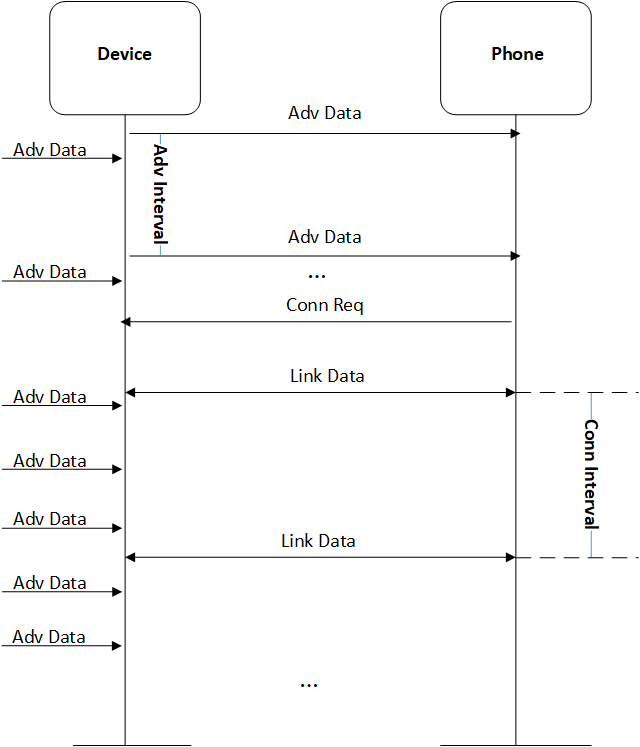 Device
Phone
Adv Data
Adv Data
Adv Interval
Adv Data
Adv Data
...
Conn Req
Link Data
Adv Data
Conn Interval
Adv Data
Adv Data
Link Data
Adv Data
Adv Data
...